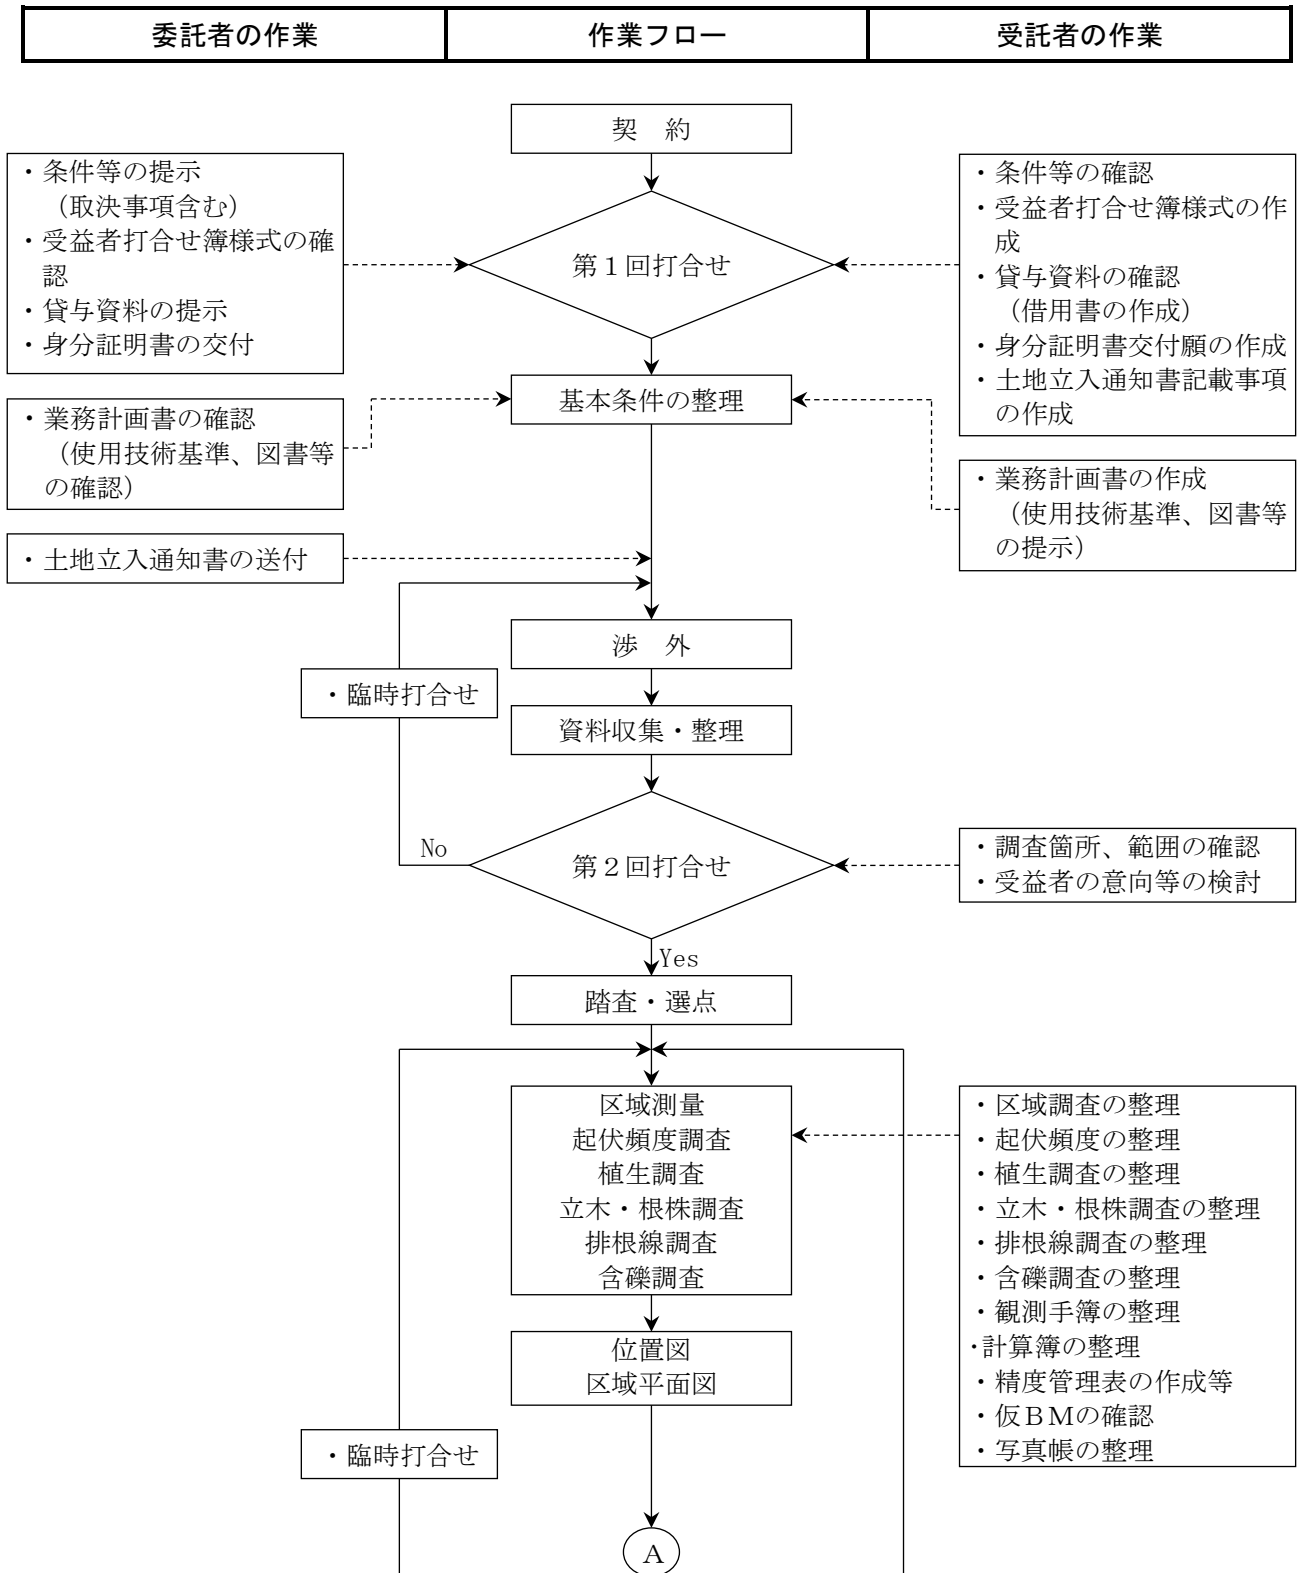 委託者の作業
作業フロー
受託者の作業
契　約
・条件等の提示
（取決事項含む）
・受益者打合せ簿様式の確
認
・貸与資料の提示
・身分証明書の交付
第１回打合せ
・条件等の確認
・受益者打合せ簿様式の作
成
・貸与資料の確認
（借用書の作成）
・身分証明書交付願の作成
・土地立入通知書記載事項
の作成
・業務計画書の確認
（使用技術基準、図書等
の確認）
基本条件の整理
・業務計画書の作成
（使用技術基準、図書等
の提示）
・土地立入通知書の送付
渉　外
・臨時打合せ
資料収集・整理
No
第２回打合せ
・調査箇所、範囲の確認
・受益者の意向等の検討
Yes
踏査・選点
区域測量
起伏頻度調査
植生調査
立木・根株調査
排根線調査
含礫調査
・区域調査の整理
・起伏頻度の整理
・植生調査の整理
・立木・根株調査の整理
・排根線調査の整理
・含礫調査の整理
・観測手簿の整理
・計算簿の整理
・精度管理表の作成等
・仮ＢＭの確認
・写真帳の整理
位置図
区域平面図
・臨時打合せ
Ａ